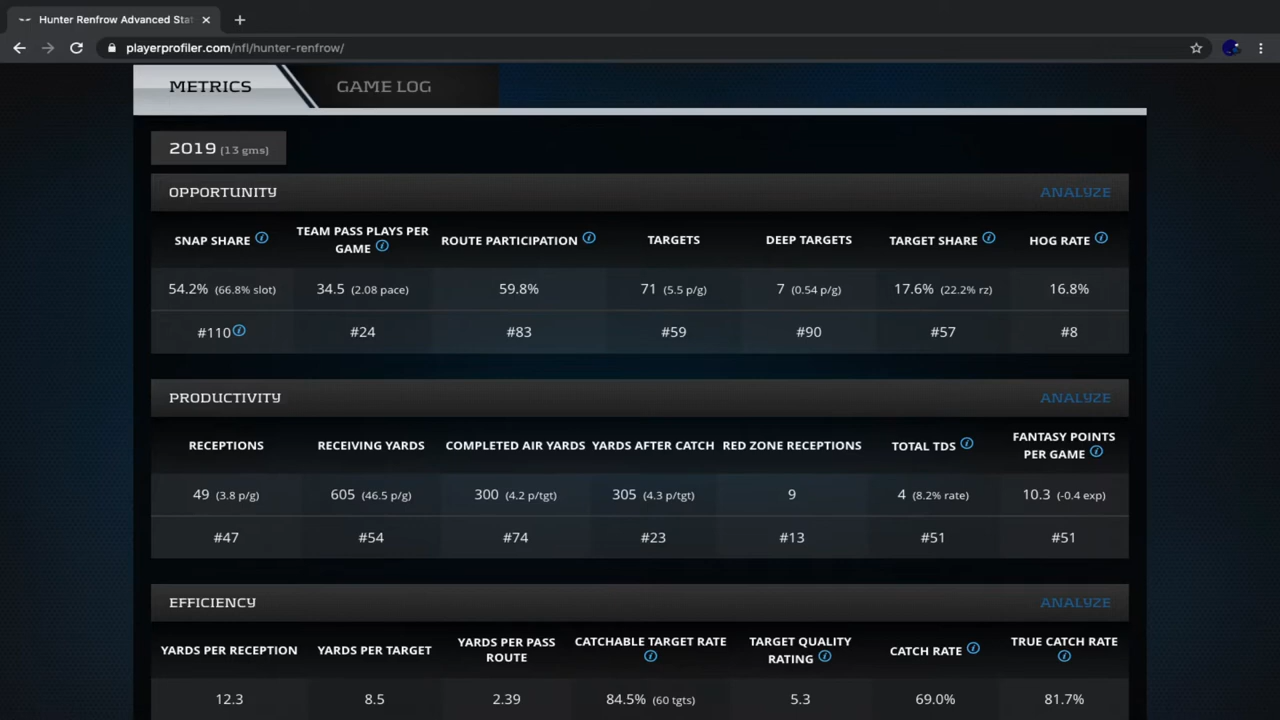 Hunter Renfrow Advanced Stat
playerprofiler.com/nfl/hunter-renfrow/
METRICS GAME LOG
2019 (13 gms)
OPPORTUNITY ANALYZE
SNAP SHARE TEAM PASS PLAYS PER GAME ROUTE PARTICIPATION TARGETS DEEP TARGETS TARGET SHARE HOG RATE
54.2% (66.8% slot) 34.5 (2.08 pace) 59.8% 71 (5.5 p/g) 7 (0.54 p/g) 17.6% (22.2% rz) 16.8%
#110 #24 #83 #59 #90 #57 #8
PRODUCTIVITY ANALYZE
RECEPTIONS RECEIVING YARDS COMPLETED AIR YARDS YARDS AFTER CATCH RED ZONE RECEPTIONS TOTAL TDS FANTASY POINTS PER GAME
49 (3.8 p/g) 605 (46.5 p/g) 300 (4.2 p/tgt) 305 (4.3 p/tgt) 9 4 (8.2% rate) 10.3 (-0.4 exp)
#47 #54 #74 #23 #13 #51 #51
EFFICIENCY ANALYZE
YARDS PER RECEPTION YARDS PER TARGET YARDS PER PASS ROUTE CATCHABLE TARGET RATE TARGET QUALITY RATING CATCH RATE TRUE CATCH RATE
12.3 8.5 2.39 84.5% (60 tgts) 5.3 69.0% 81.7%